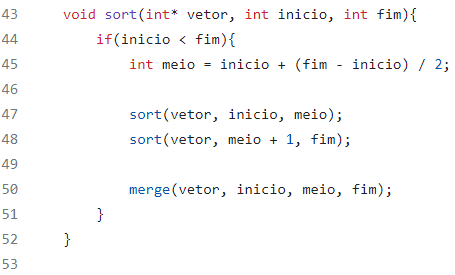 43 void sort(int* vetor, int inicio, int fim){
44 if(inicio < fim){
45 int meio = inicio + (fim - inicio) / 2;
46
47 sort(vetor, inicio, meio);
48 sort(vetor, meio + 1, fim);
49
50 merge(vetor, inicio, meio, fim);
51 }
52 }
53